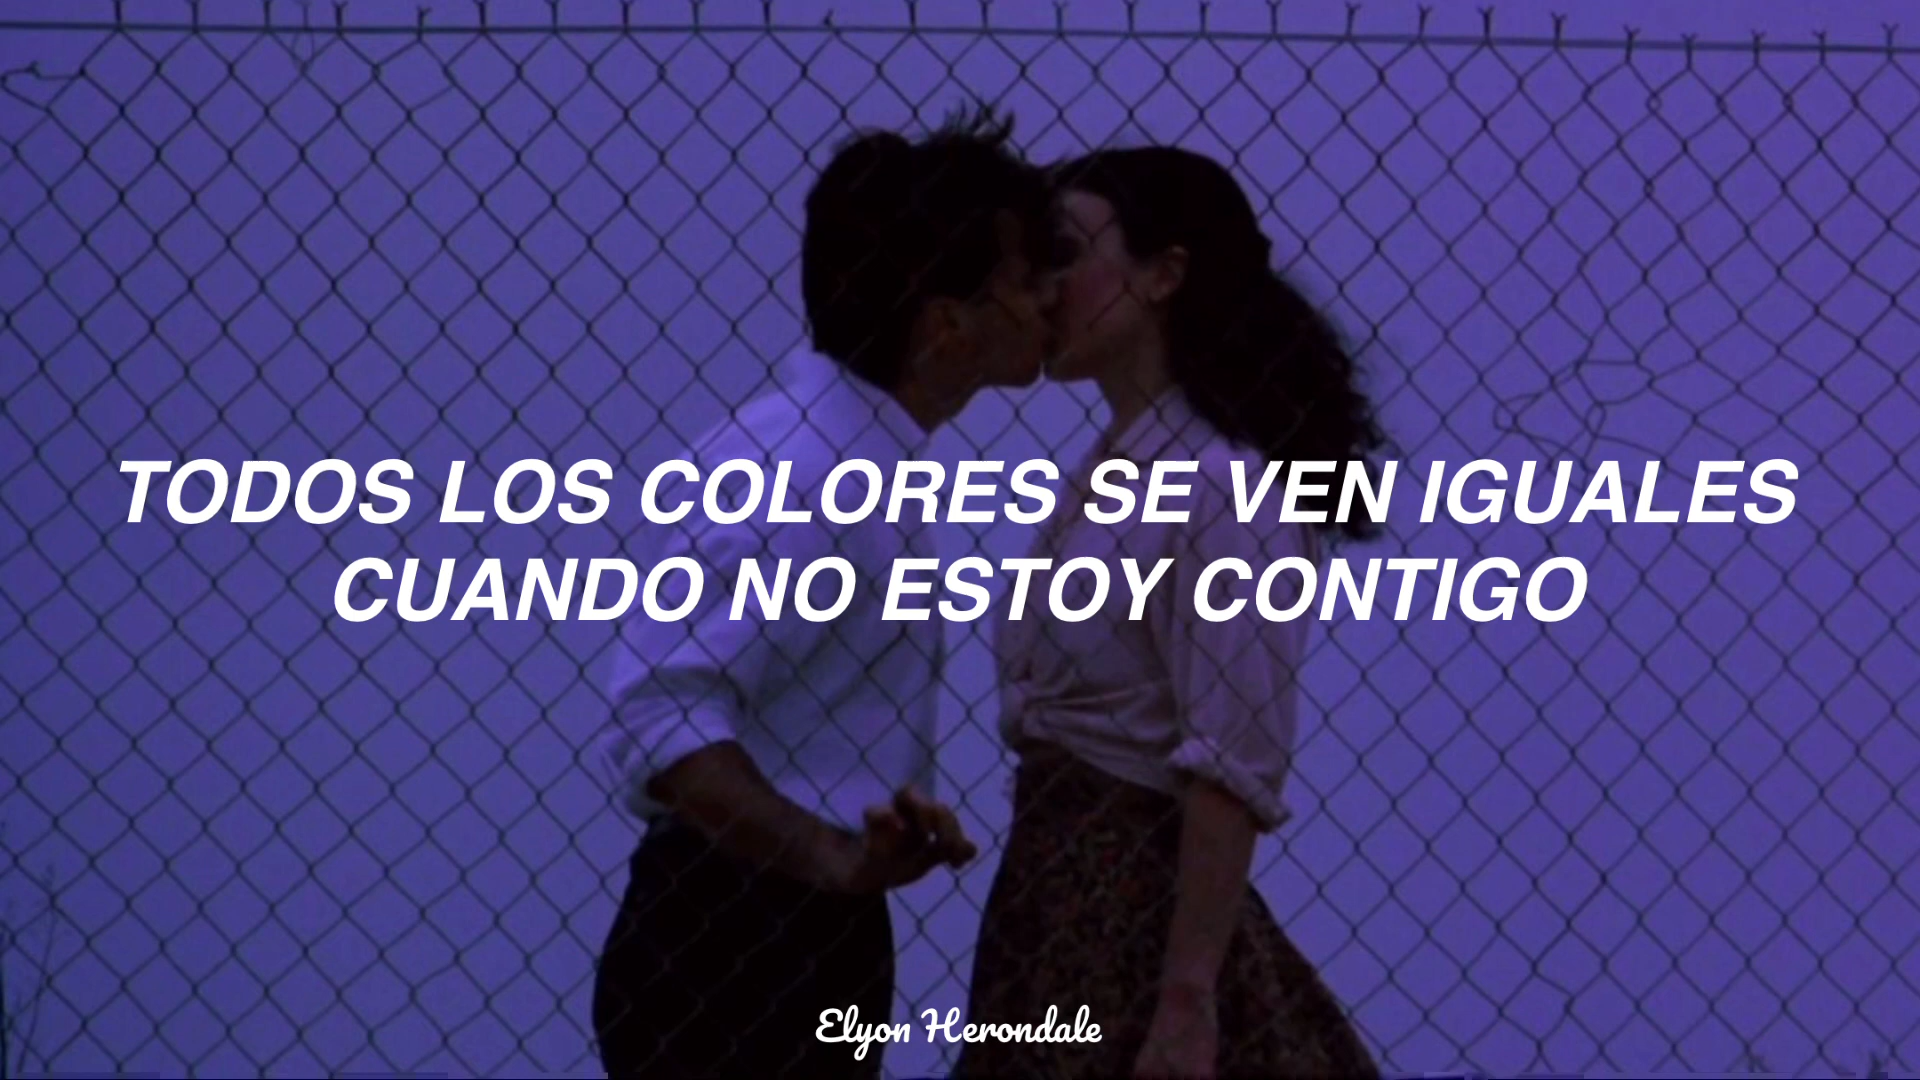 TODOS LOS COLORES SE VEN IGUALES
CUANDO NO ESTOY CONTIGO
Elyon Herondale